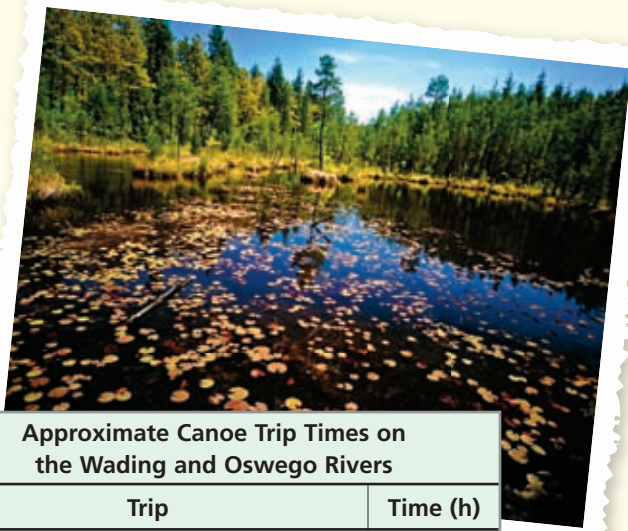 Approximate Canoe Trip Times on
the Wading and Oswego Rivers
Trip Time (h)